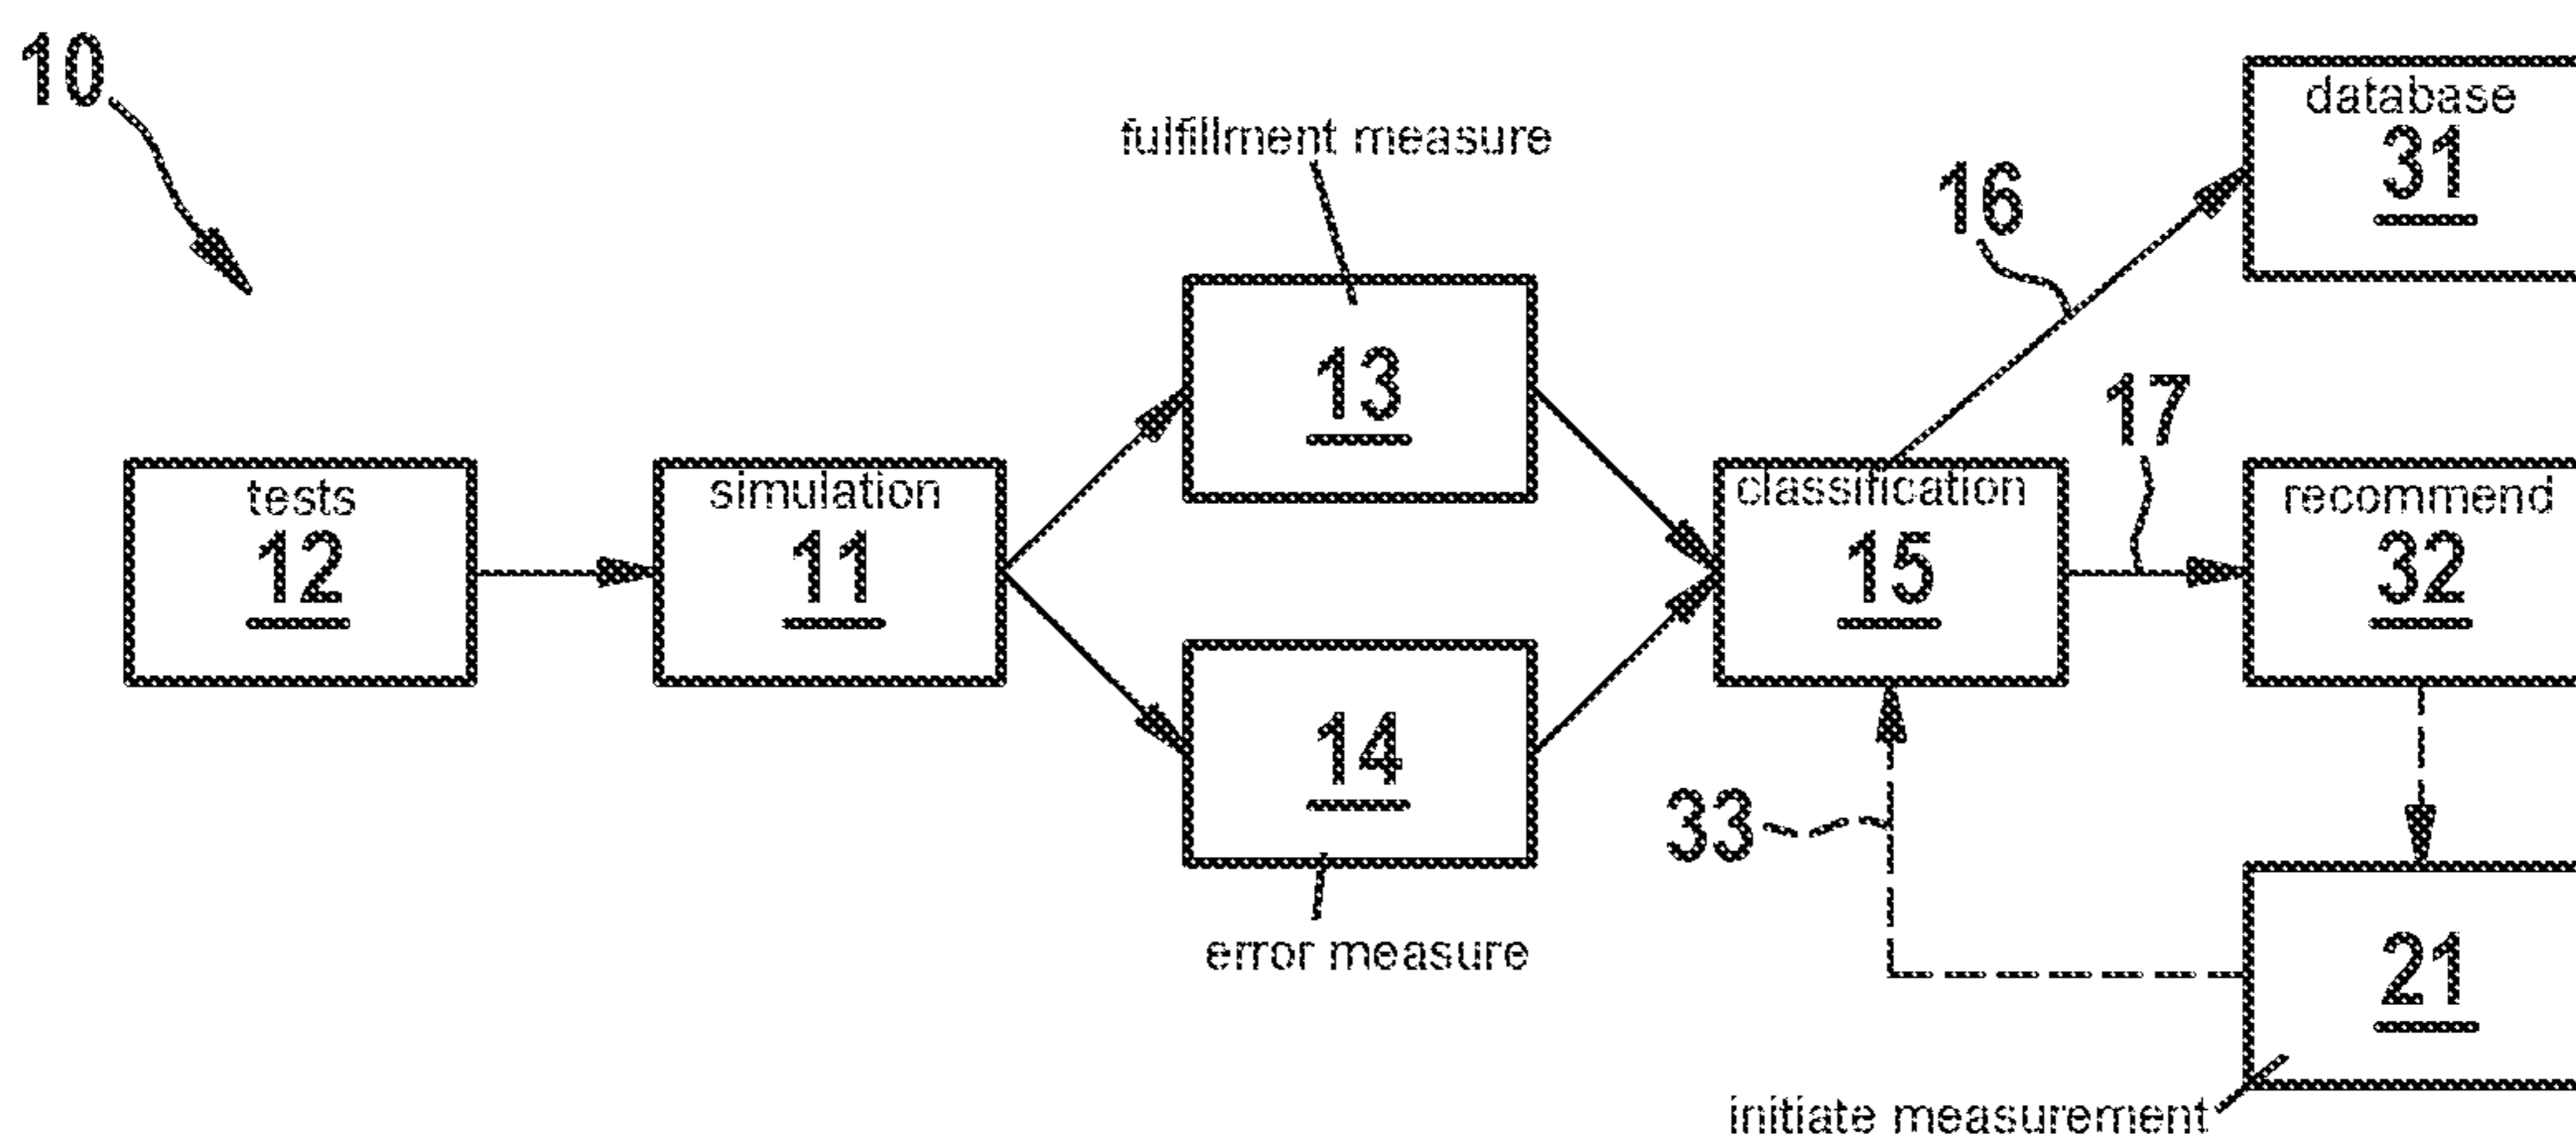 10
fulfillment measure
database
31
16
13
17
tests
12
simulation
11
classification
15
recommend
32
14
33
error measure
21
initiate measurement